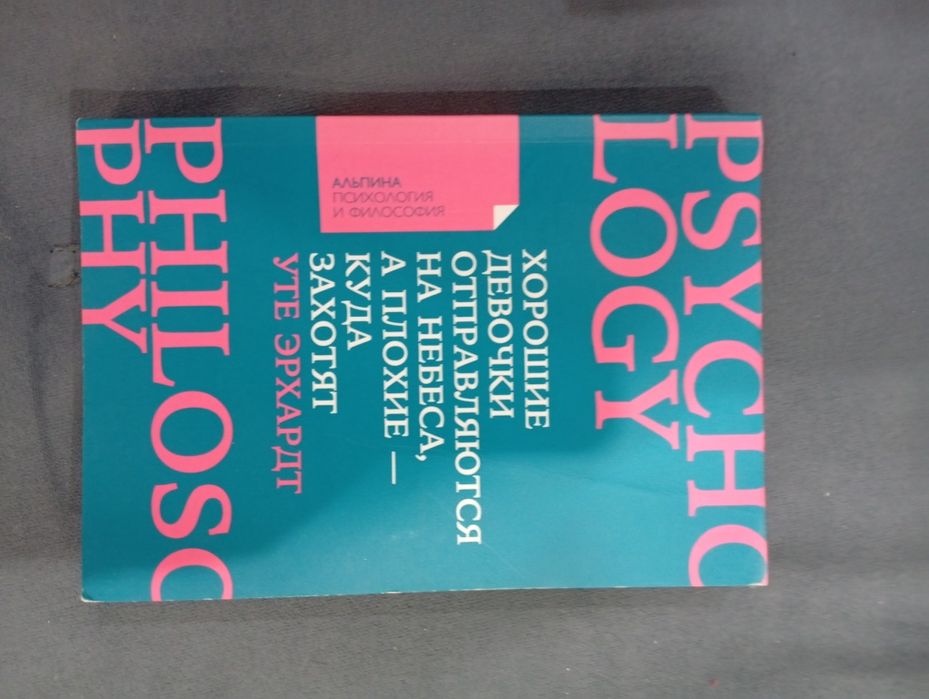 PSYCHO
LOGY
АЛЬПИНА
ПСИХОЛОГИЯ
И ФИЛОСОФИЯ
ХОРОШИЕ
ДЕВОЧКИ
ОТПРАВЛЯЮТСЯ
НА НЕБЕСА,
А ПЛОХИЕ —
КУДА
ЗАХОТЯТ
УТЕ ЭРХАРДТ
PHILOSO
PHY